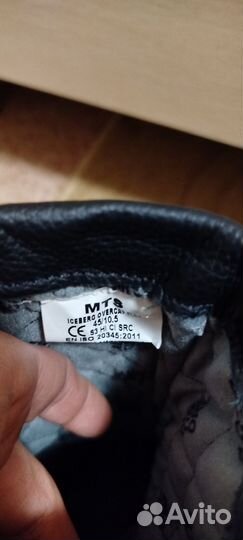 MTS
ICEBERG OVERCAP
45/10,5
CE S3 HI CI SRC
EN ISO 20345:2011
Avito